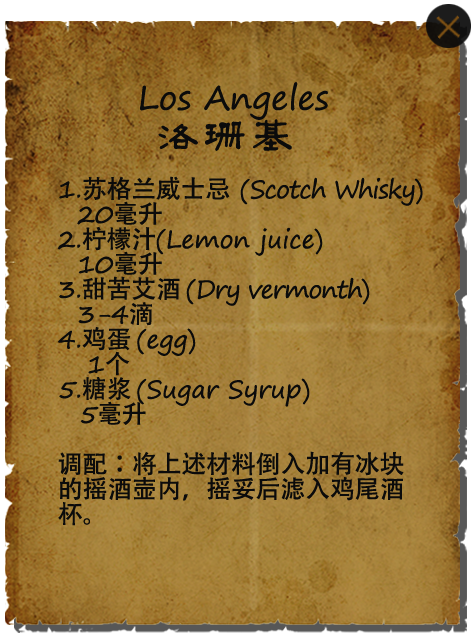 Los Angeles
洛珊基
1.苏格兰威士忌 (Scotch Whisky)
20毫升
2.柠檬汁(Lemon juice)
10毫升
3.甜苦艾酒 (Dry vermonth)
3-4滴
4.鸡蛋 (egg)
1个
5.糖浆 (Sugar Syrup)
5毫升
调配：将上述材料倒入加有冰块
的摇酒壶内，摇妥后滤入鸡尾酒
杯。